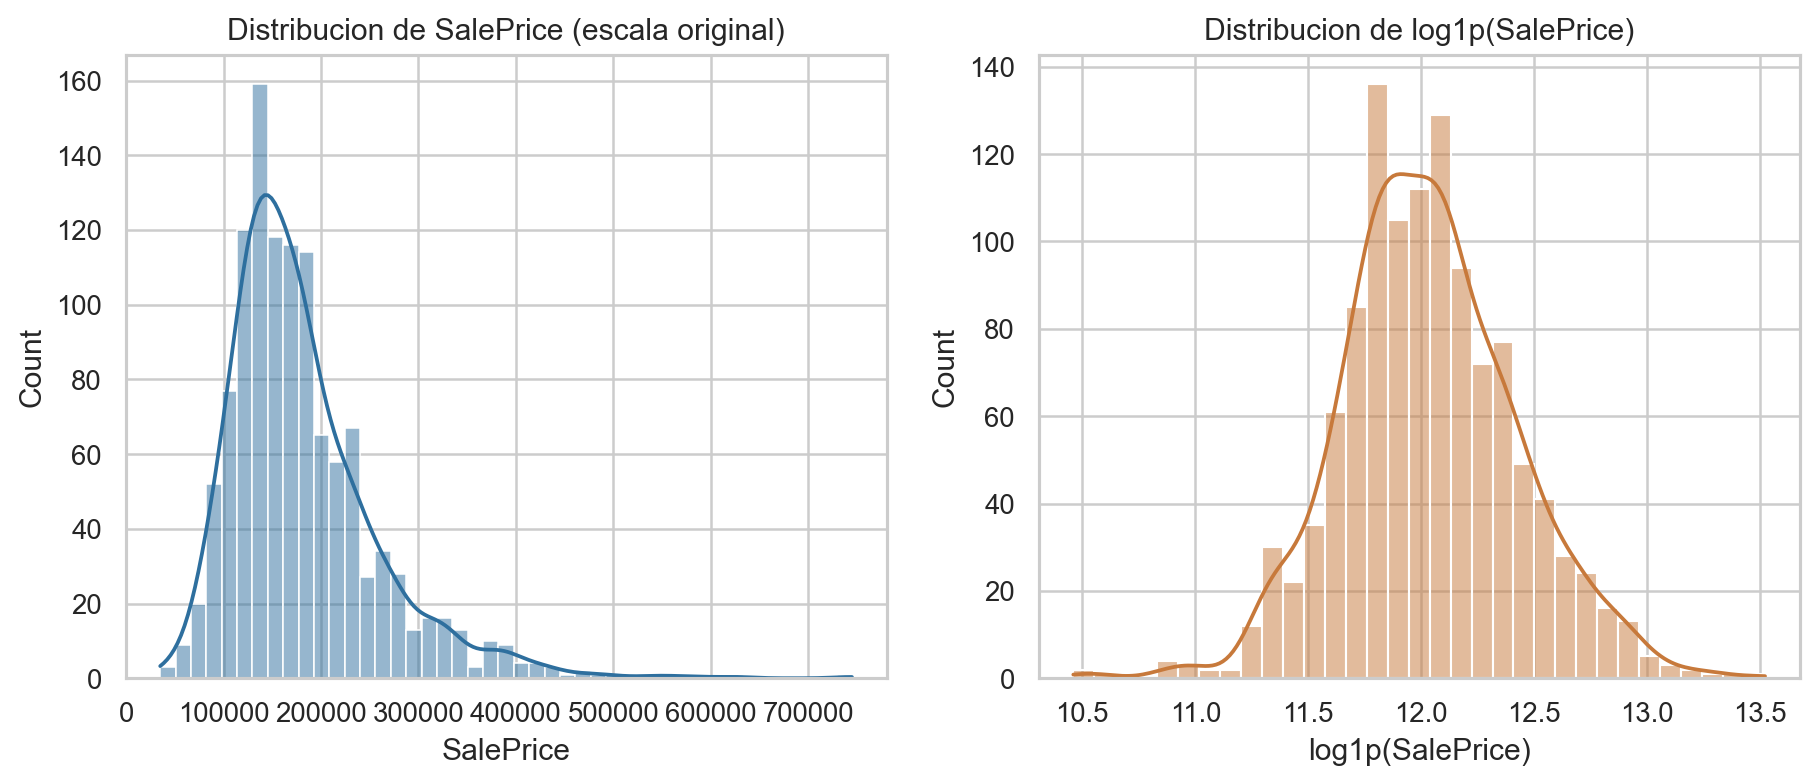 Distribucion de SalePrice (escala original)
160
140
120
100
80
60
40
20
0
Count
0 100000 200000 300000 400000 500000 600000 700000
SalePrice
Distribucion de log1p(SalePrice)
140
120
100
80
60
40
20
0
Count
10.5 11.0 11.5 12.0 12.5 13.0 13.5
log1p(SalePrice)